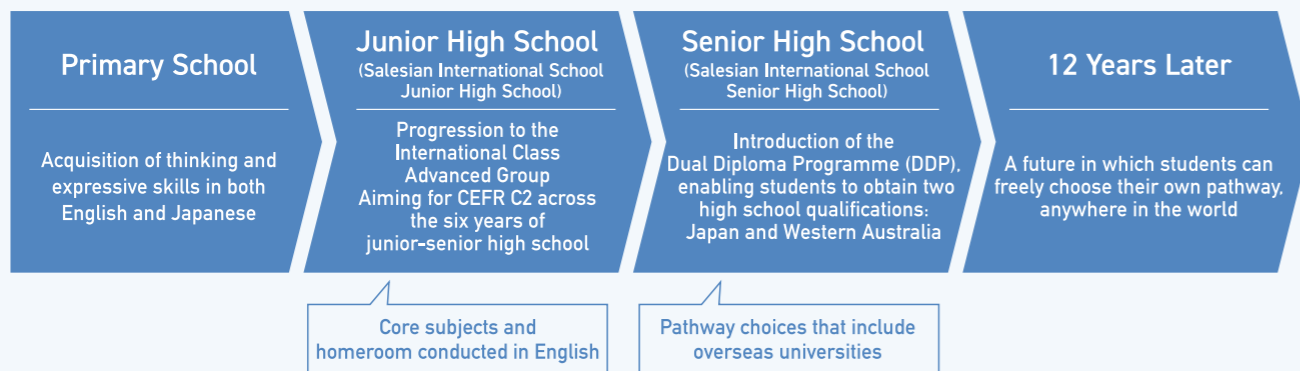 Primary School
Acquisition of thinking and
expressive skills in both
English and Japanese
Junior High School
(Salesian International School
Junior High School)
Progression to the
International Class
Advanced Group
Aiming for CEFR C2 across
the six years of
junior-senior high school
Core subjects and
homeroom conducted in English
Senior High School
(Salesian International School
Senior High School)
Introduction of the
Dual Diploma Programme (DDP),
enabling students to obtain two
high school qualifications:
Japan and Western Australia
Pathway choices that include
overseas universities
12 Years Later
A future in which students can
freely choose their own pathway,
anywhere in the world